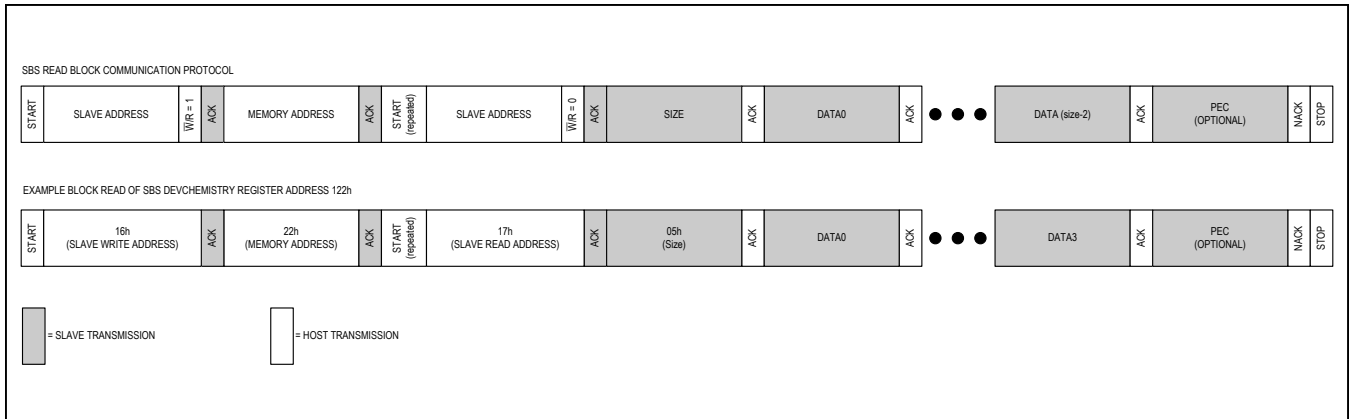 SBS READ BLOCK COMMUNICATION PROTOCOL
START
SLAVE ADDRESS
W̅/R = 1
ACK
MEMORY ADDRESS
ACK
START
(repeated)
SLAVE ADDRESS
W̅/R = 0
ACK
SIZE
ACK
DATA0
ACK
DATA (size-2)
ACK
PEC
(OPTIONAL)
NACK
STOP
EXAMPLE BLOCK READ OF SBS DEVCHEMISTRY REGISTER ADDRESS 122h
START
16h
(SLAVE WRITE ADDRESS)
ACK
22h
(MEMORY ADDRESS)
ACK
START
(repeated)
17h
(SLAVE READ ADDRESS)
ACK
05h
(Size)
ACK
DATA0
ACK
DATA3
ACK
PEC
(OPTIONAL)
NACK
STOP
= SLAVE TRANSMISSION
= HOST TRANSMISSION